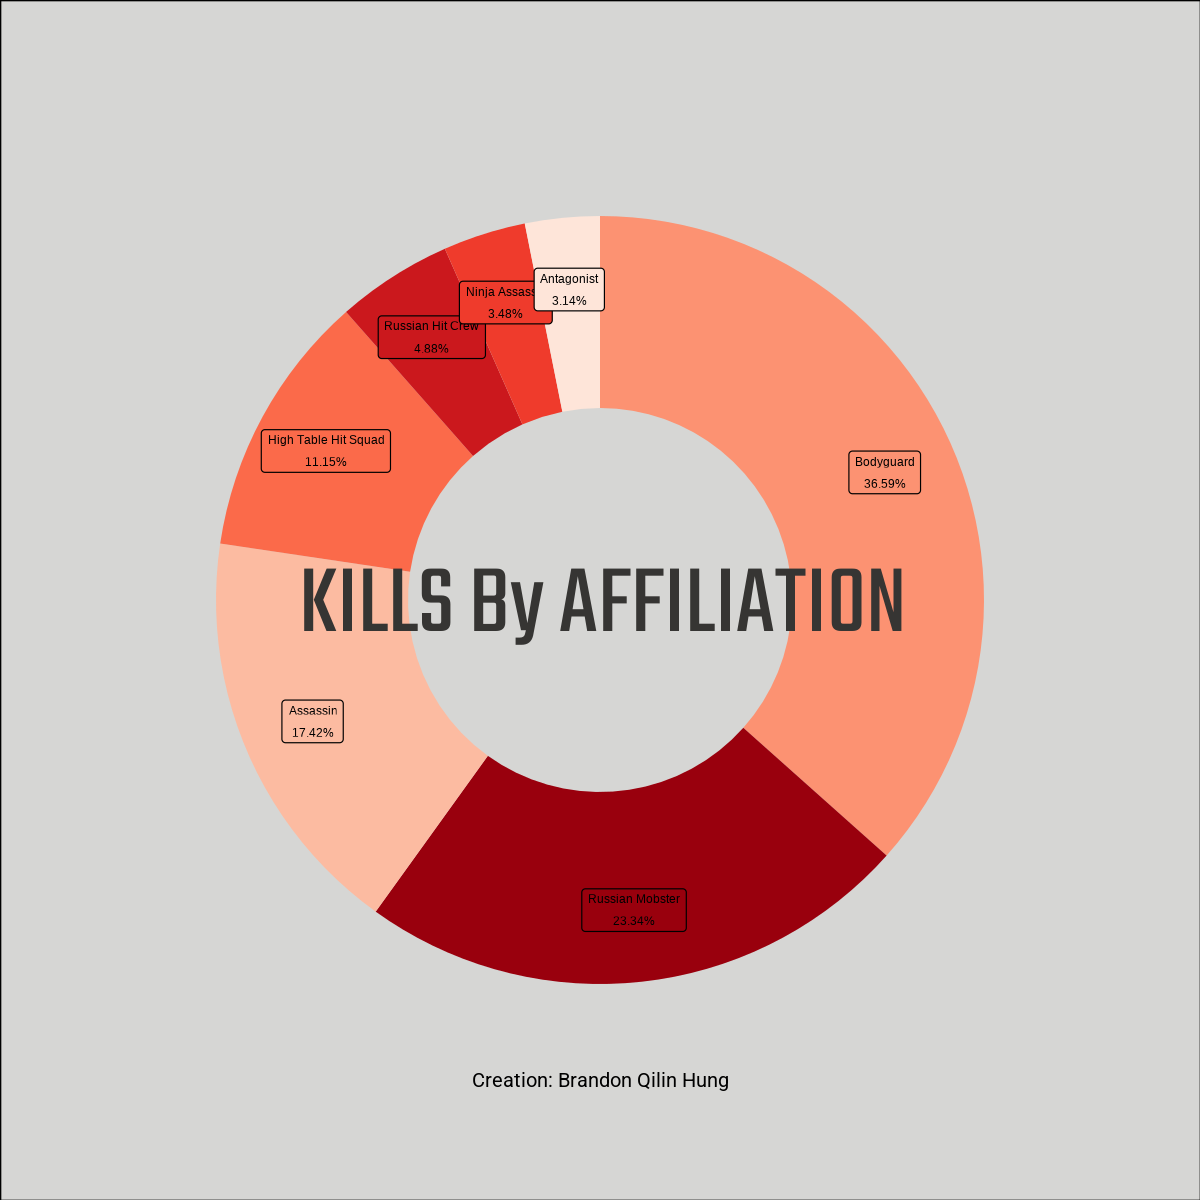 Antagonist
3.14%
Ninja
3.48%
Russian Hit Crew
4.88%
High Table Hit Squad
11.15%
Bodyguard
36.59%
KILLS By AFFILIATION
Assassin
17.42%
Russian Mobster
23.34%
Creation: Brandon Qilin Hung